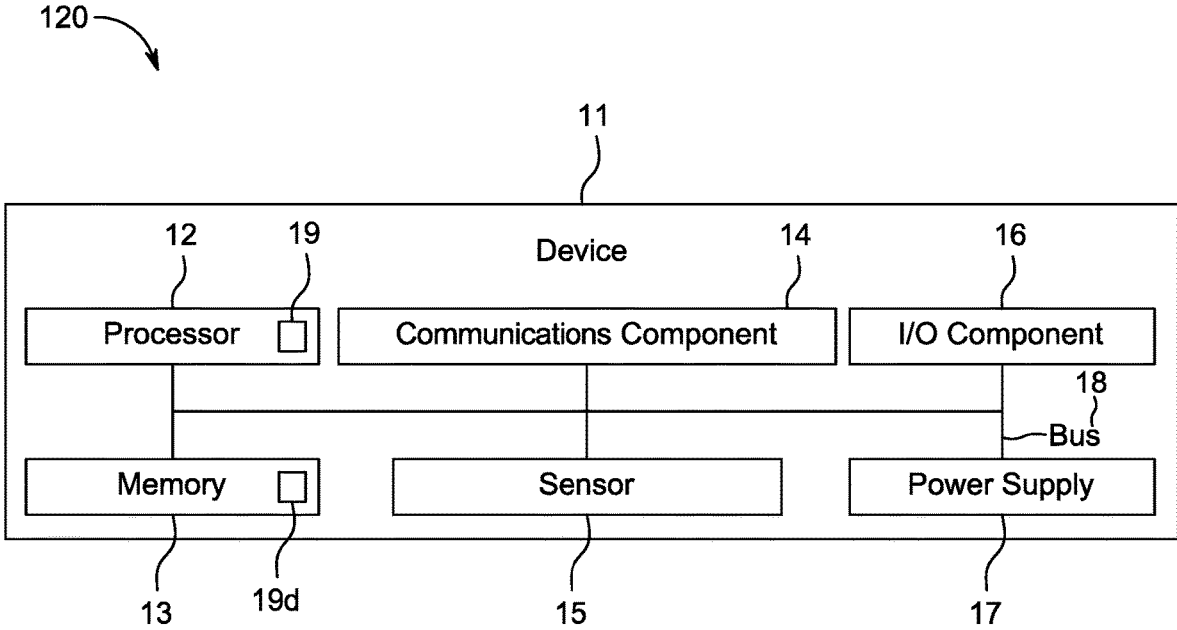 120
11
12
19
Device
14
16
Processor
Communications Component
I/O Component
18
Bus
Memory
Sensor
Power Supply
13
19d
15
17